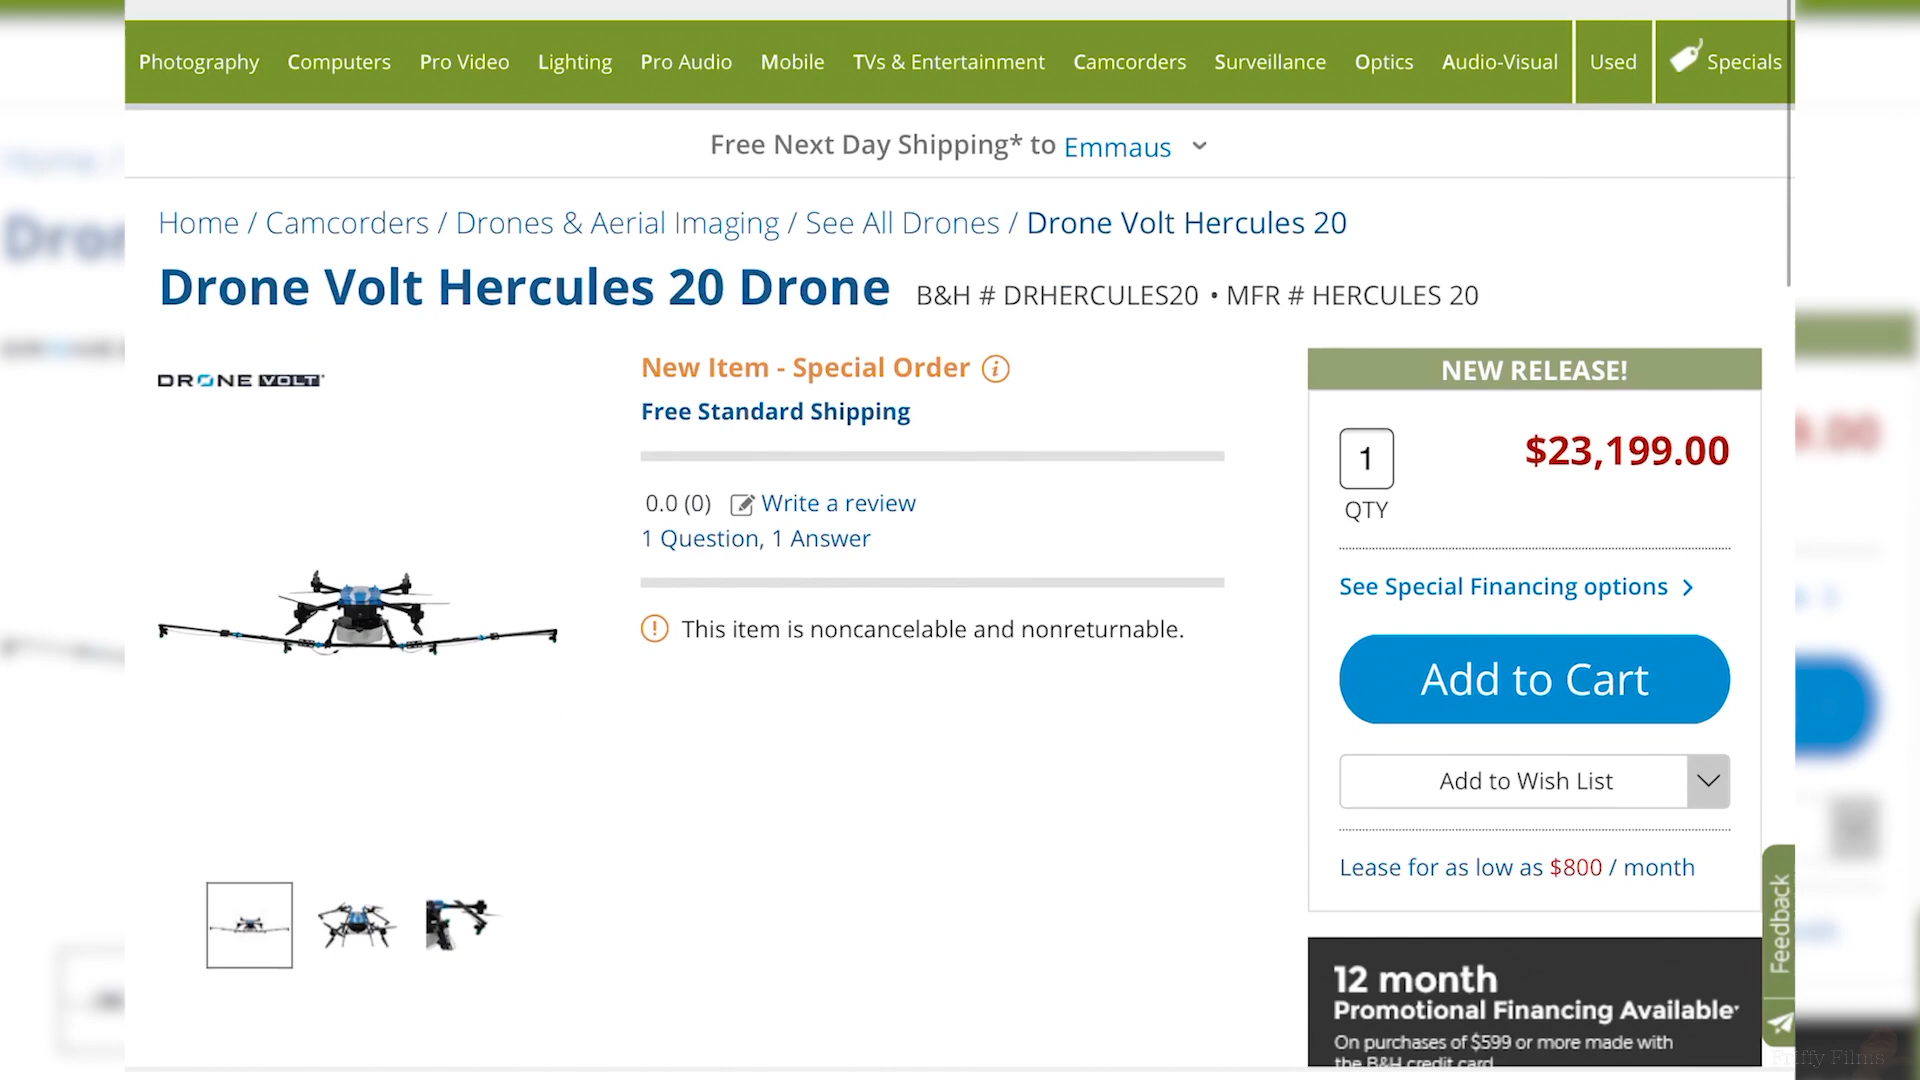 Photography Computers Pro Video Lighting Pro Audio Mobile TVs & Entertainment Camcorders Surveillance Optics Audio-Visual Used Specials
Free Next Day Shipping* to Emmaus
Home / Camcorders / Drones & Aerial Imaging / See All Drones / Drone Volt Hercules 20
Drone Volt Hercules 20 Drone B&H # DRHERCULES20 • MFR # HERCULES 20
DRONE VOLT
New Item - Special Order
Free Standard Shipping
0.0 (0) Write a review
1 Question, 1 Answer
This item is noncancelable and nonreturnable.
NEW RELEASE!
1 $23,199.00
QTY
See Special Financing options
Add to Cart
Add to Wish List
Lease for as low as $800 / month
12 month
Promotional Financing Available*
On purchases of $599 or more made with
the B&H credit card
Feedback
Films